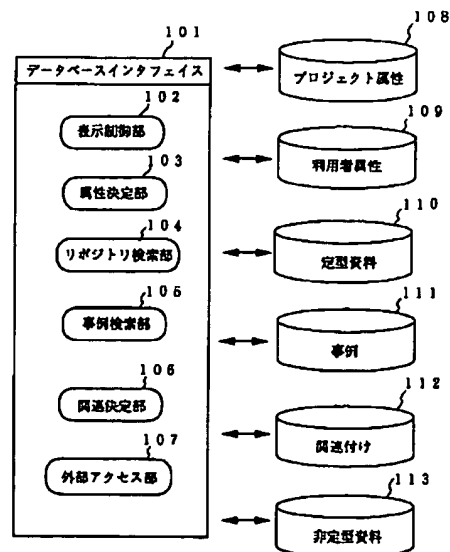 101
データベースインタフェイス
102
表示制御部
103
属性決定部
104
リポジトリ検索部
105
事例検索部
106
関連決定部
107
外部アクセス部
108
プロジェクト属性
109
利用者属性
110
定型資料
111
事例
112
関連付け
113
非定型資料